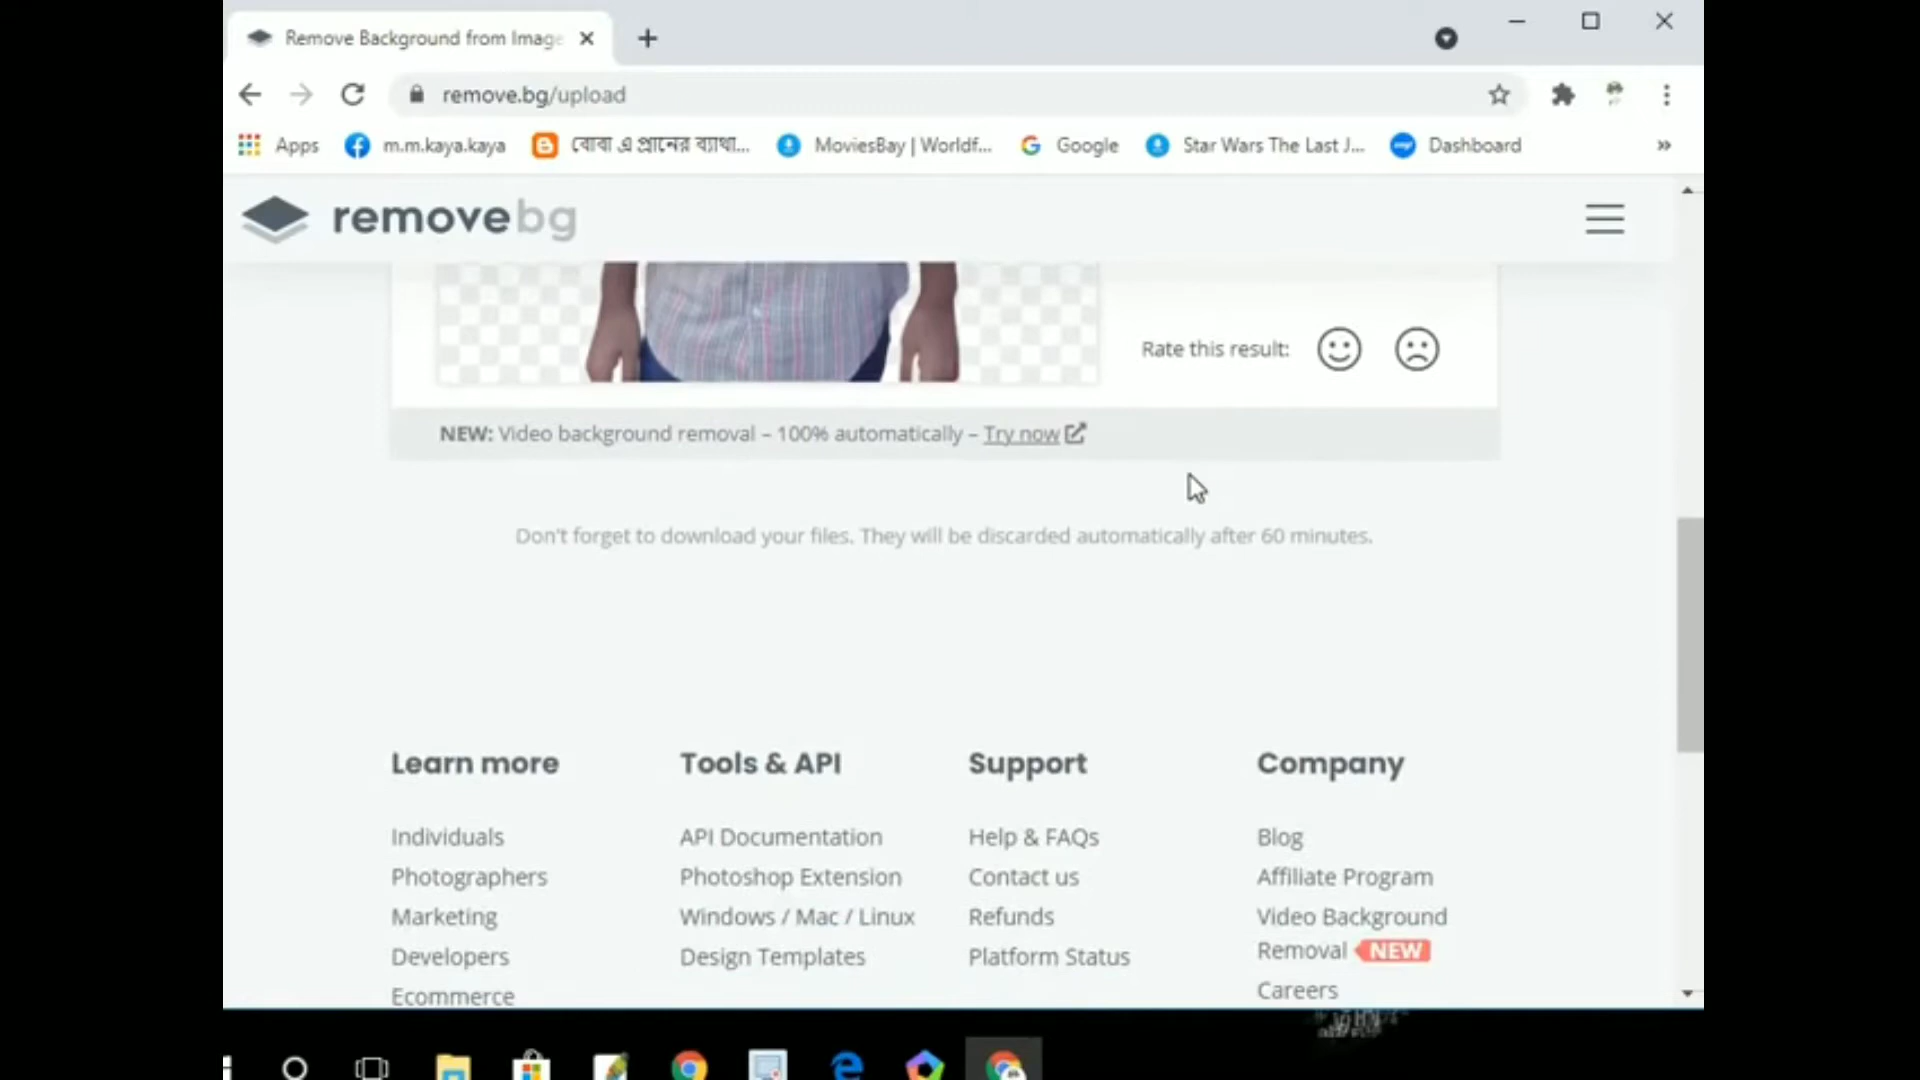 Remove Background from Image
remove.bg/upload
Apps
m.m.kaya.kaya
বোবা এ প্রানের ব্যাথা...
MoviesBay | Worldf...
Google
Star Wars The Last J...
Dashboard
»
removebg
Rate this result:
NEW: Video background removal – 100% automatically – Try now
Don't forget to download your files. They will be discarded automatically after 60 minutes.
Learn more
Individuals
Photographers
Marketing
Developers
Ecommerce
Tools & API
API Documentation
Photoshop Extension
Windows / Mac / Linux
Design Templates
Support
Help & FAQs
Contact us
Refunds
Platform Status
Company
Blog
Affiliate Program
Video Background
Removal NEW
Careers